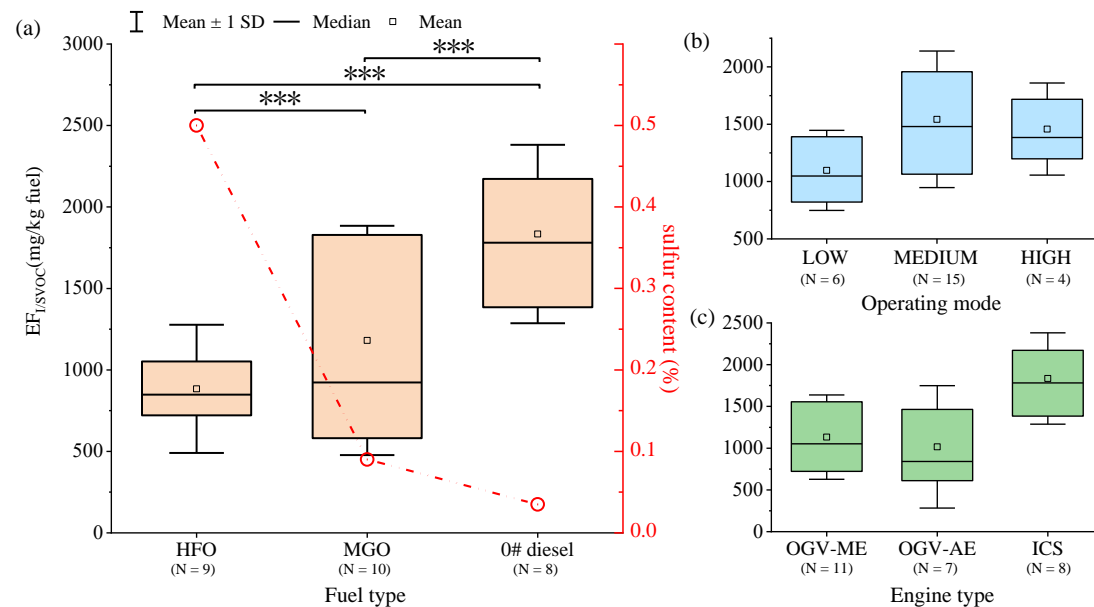 (a)
Mean ± 1 SD Median Mean
3000
2500
2000
1500
1000
500
0
EF_I/SVOC(mg/kg fuel)
***
***
***
0.5
0.4
0.3
0.2
0.1
0.0
sulfur content (%)
HFO MGO 0# diesel
(N = 9) (N = 10) (N = 8)
Fuel type
(b)
2000
1500
1000
500
LOW MEDIUM HIGH
(N = 6) (N = 15) (N = 4)
Operating mode
(c)
2500
2000
1500
1000
500
0
OGV-ME OGV-AE ICS
(N = 11) (N = 7) (N = 8)
Engine type